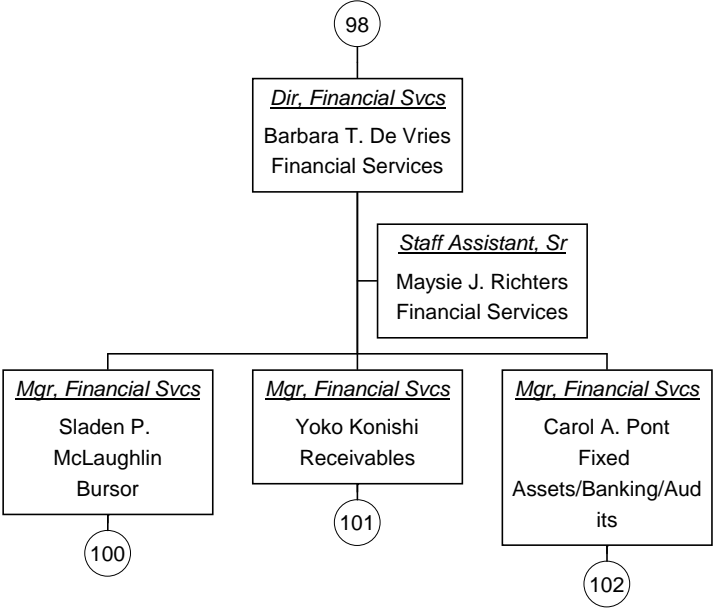 98
Dir, Financial Svcs
Barbara T. De Vries
Financial Services
Staff Assistant, Sr
Maysie J. Richters
Financial Services
Mgr, Financial Svcs
Sladen P.
McLaughlin
Bursor
100
Mgr, Financial Svcs
Yoko Konishi
Receivables
101
Mgr, Financial Svcs
Carol A. Pont
Fixed
Assets/Banking/Aud
its
102